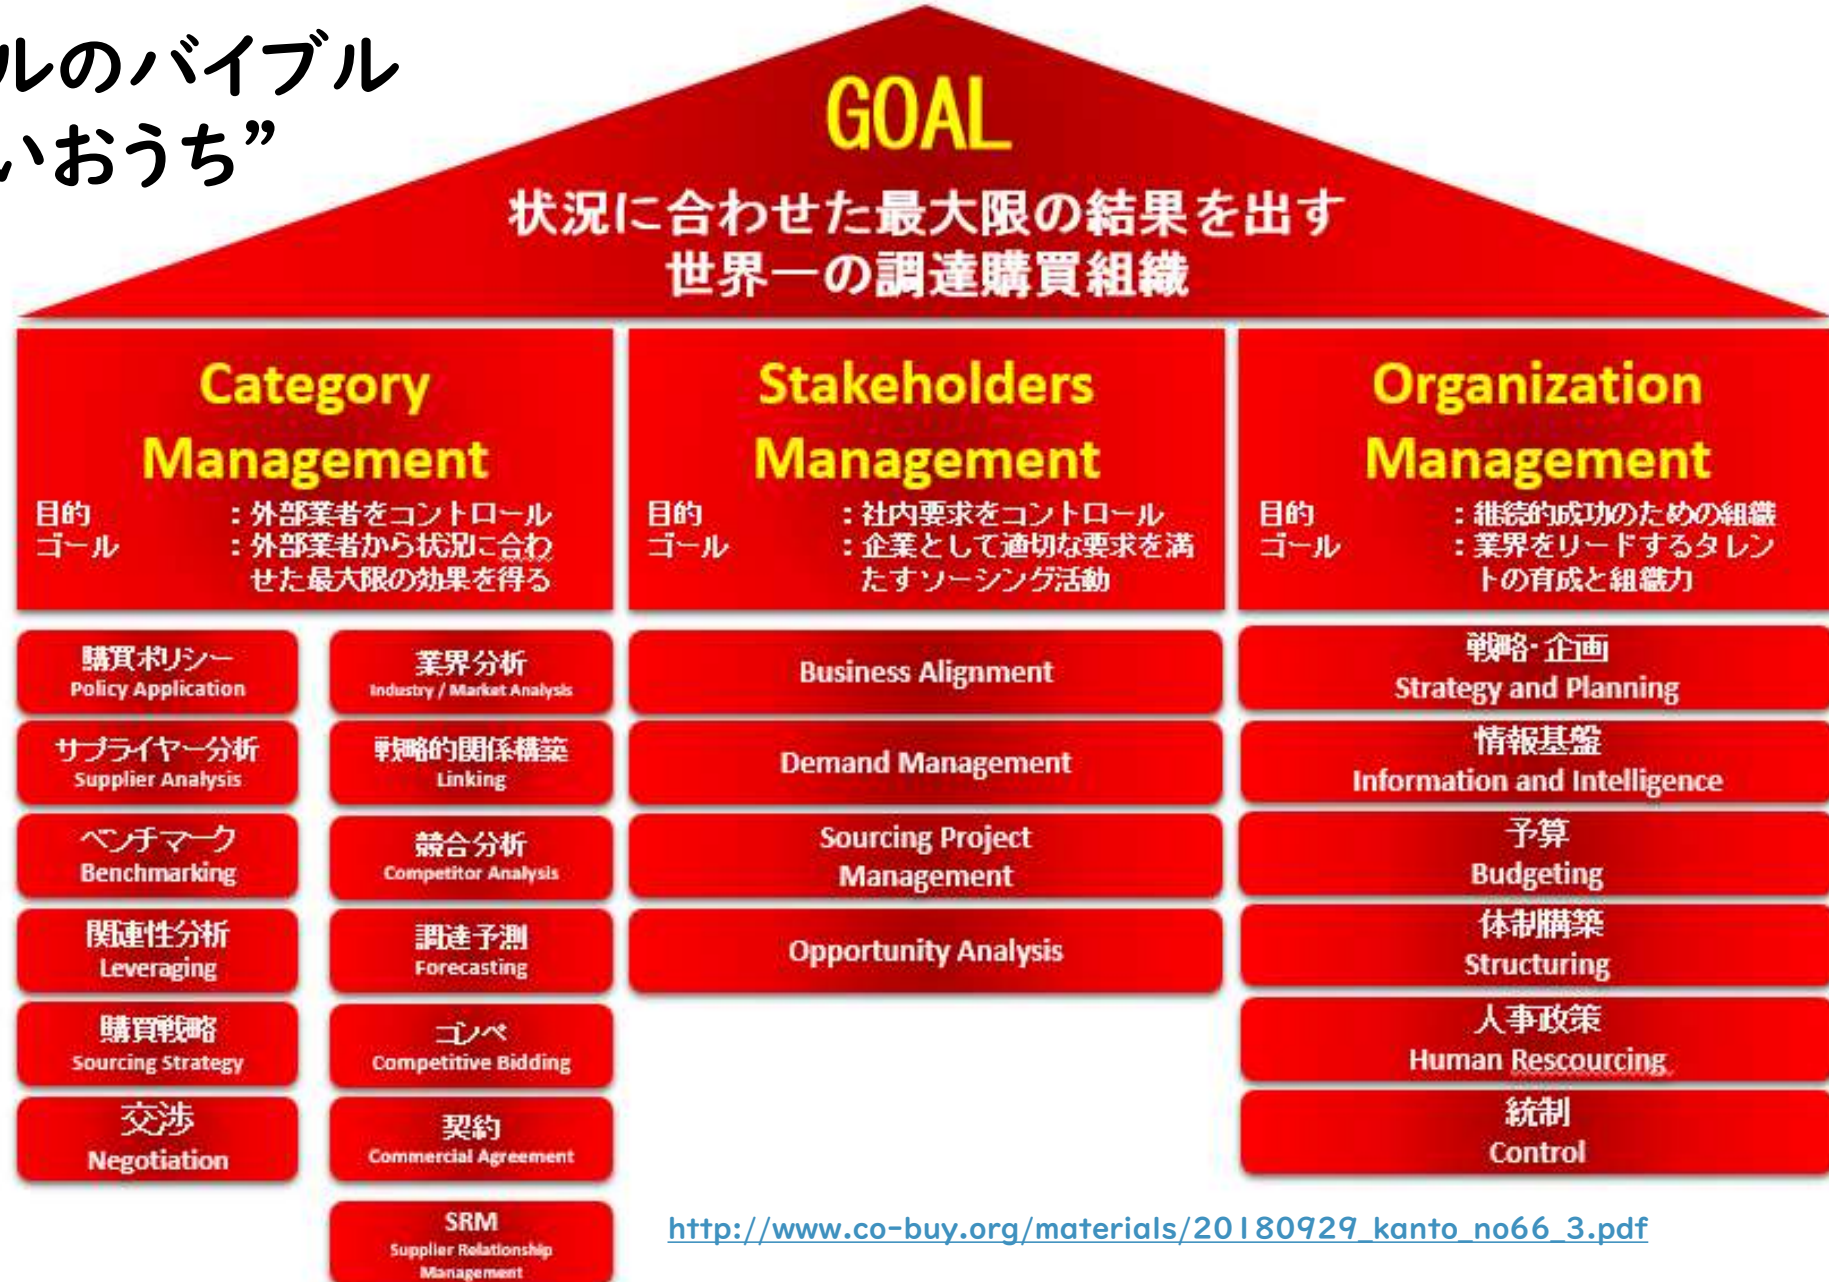 ルのバイブル
いおうち”
GOAL
状況に合わせた最大限の結果を出す
世界一の調達購買組織
Category
Management
目的 ：外部業者をコントロール
ゴール ：外部業者から状況に合わ
せた最大限の効果を得る
Stakeholders
Management
目的 ：社内要求をコントロール
ゴール ：企業として適切な要求を満
たすソーシング活動
Organization
Management
目的 ：継続的成功のための組織
ゴール ：業界をリードするタレン
トの育成と組織力
購買ポリシー
Policy Application
サプライヤー分析
Supplier Analysis
ベンチマーク
Benchmarking
関連性分析
Leveraging
購買戦略
Sourcing Strategy
交渉
Negotiation
業界分析
Industry / Market Analysis
戦略的関係構築
Linking
競合分析
Competitor Analysis
調達予測
Forecasting
コンペ
Competitive Bidding
契約
Commercial Agreement
SRM
Supplier Relationship
Management
Business Alignment
Demand Management
Sourcing Project
Management
Opportunity Analysis
戦略・企画
Strategy and Planning
情報基盤
Information and Intelligence
予算
Budgeting
体制構築
Structuring
人事政策
Human Rescourcing
統制
Control
http://www.co-buy.org/materials/20180929_kanto_no66_3.pdf